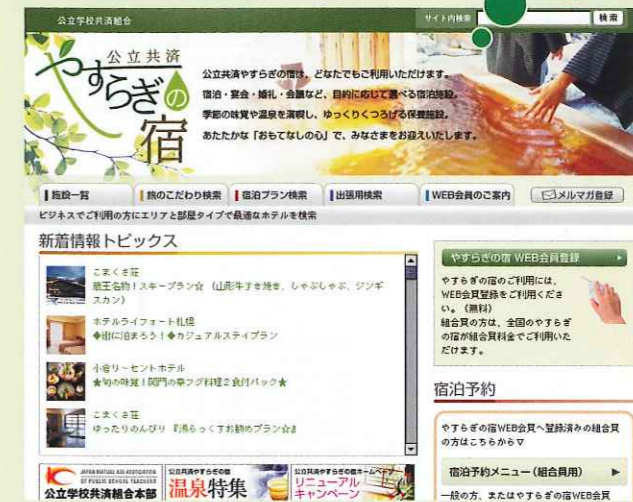 公立学校共済組合
サイト内検索
検索
公立共済
やすらぎの宿
公立共済やすらぎの宿は、どなたでもご利用いただけます。
宿泊・宴会・婚礼・会議など、目的に応じて選べる宿泊施設。
季節の味覚や温泉を満喫し、ゆっくりくつろげる保養施設。
あたたかな「おもてなしの心」で、みなさまをお迎えいたします。
施設一覧
旅のこだわり検索
宿泊プラン検索
出張用検索
WEB会員のご案内
メルマガ登録
ビジネスでご利用の方にエリアと部屋タイプで最適なホテルを検索
新着情報トピックス
こまくさ荘
蔵王名物！スキープラン☆（山形牛すき焼き、しゃぶしゃぶ、ジンギ
スカン）
ホテルライフォート札幌
◆街に泊まろう！◆カジュアルステイプラン
小倉リーセントホテル
★旬の味覚！関門の幸フグ料理２食付パック★
こまくさ荘
ゆったりのんびり『湯らっくすお勧めプラン☆』
やすらぎの宿 WEB会員登録
やすらぎの宿のご利用には、
WEB会員登録をご利用くださ
い。（無料）
組合員の方は、全国のやすらぎ
の宿が組合員料金でご利用いた
だけます。
宿泊予約
やすらぎの宿WEB会員へ登録済みの組合員
の方はこちらから▽
宿泊予約メニュー（組合員用）
一般の方、またはやすらぎの宿WEB会員
JAPAN MUTUAL AID ASSOCIATION
OF PUBLIC SCHOOL TEACHERS
公立学校共済組合本部
公立共済やすらぎの宿
温泉特集
公立共済やすらぎの宿ホームページ
リニューアル
キャンペーン